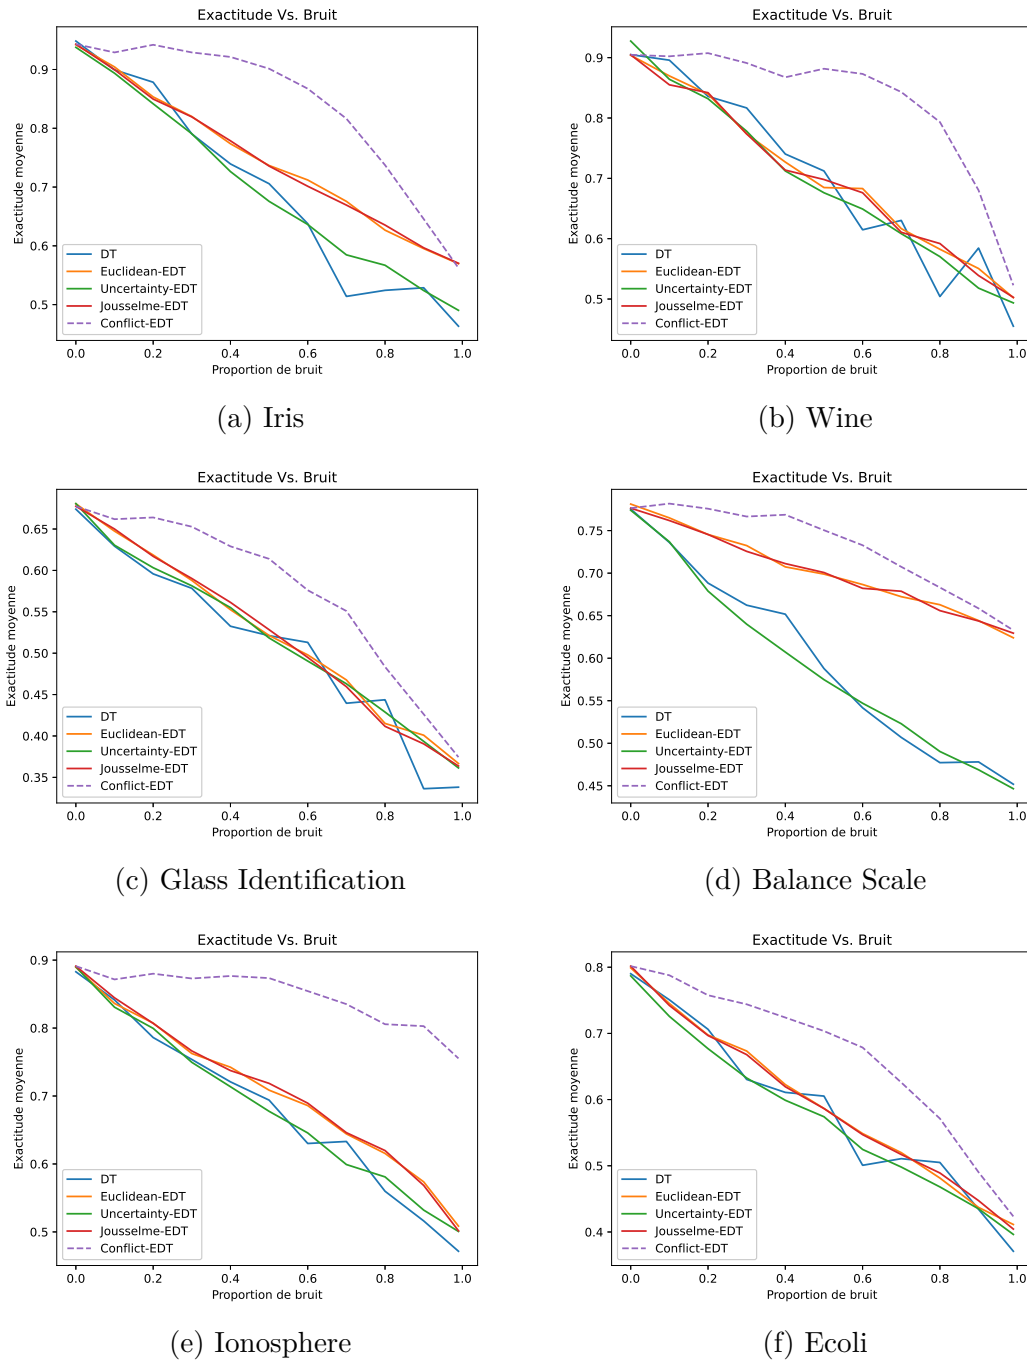 Exactitude Vs. Bruit
Exactitude moyenne
0.9
0.8
0.7
0.6
0.5
DT
Euclidean-EDT
Uncertainty-EDT
Jousselme-EDT
Conflict-EDT
0.0 0.2 0.4 0.6 0.8 1.0
Proportion de bruit
(a) Iris
Exactitude Vs. Bruit
Exactitude moyenne
0.9
0.8
0.7
0.6
0.5
DT
Euclidean-EDT
Uncertainty-EDT
Jousselme-EDT
Conflict-EDT
0.0 0.2 0.4 0.6 0.8 1.0
Proportion de bruit
(b) Wine
Exactitude Vs. Bruit
Exactitude moyenne
0.65
0.60
0.55
0.50
0.45
0.40
0.35
DT
Euclidean-EDT
Uncertainty-EDT
Jousselme-EDT
Conflict-EDT
0.0 0.2 0.4 0.6 0.8 1.0
Proportion de bruit
(c) Glass Identification
Exactitude Vs. Bruit
Exactitude moyenne
0.75
0.70
0.65
0.60
0.55
0.50
0.45
DT
Euclidean-EDT
Uncertainty-EDT
Jousselme-EDT
Conflict-EDT
0.0 0.2 0.4 0.6 0.8 1.0
Proportion de bruit
(d) Balance Scale
Exactitude Vs. Bruit
Exactitude moyenne
0.9
0.8
0.7
0.6
0.5
DT
Euclidean-EDT
Uncertainty-EDT
Jousselme-EDT
Conflict-EDT
0.0 0.2 0.4 0.6 0.8 1.0
Proportion de bruit
(e) Ionosphere
Exactitude Vs. Bruit
Exactitude moyenne
0.8
0.7
0.6
0.5
0.4
DT
Euclidean-EDT
Uncertainty-EDT
Jousselme-EDT
Conflict-EDT
0.0 0.2 0.4 0.6 0.8 1.0
Proportion de bruit
(f) Ecoli